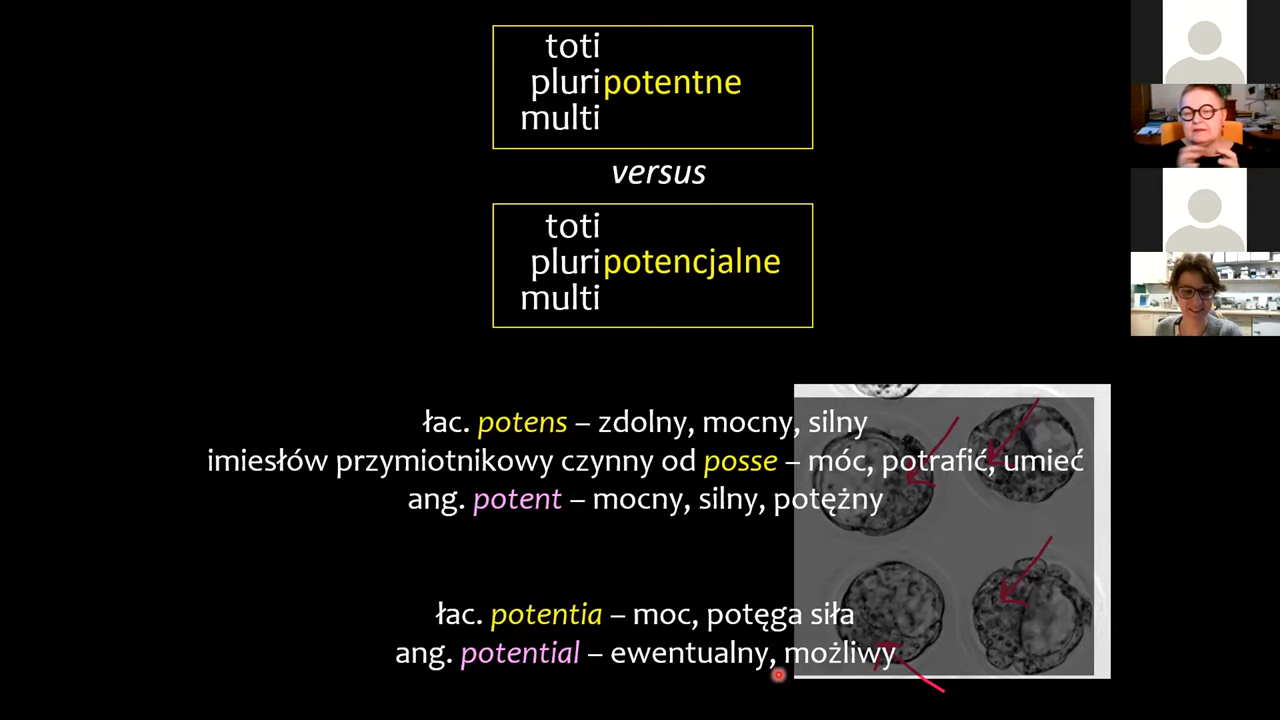 toti
pluripotentne
multi
versus
toti
pluripotencjalne
multi
łac. potens – zdolny, mocny, silny
imiesłów przymiotnikowy czynny od posse – móc, potrafić, umieć
ang. potent – mocny, silny, potężny
łac. potentia – moc, potęga siła
ang. potential – ewentualny, możliwy